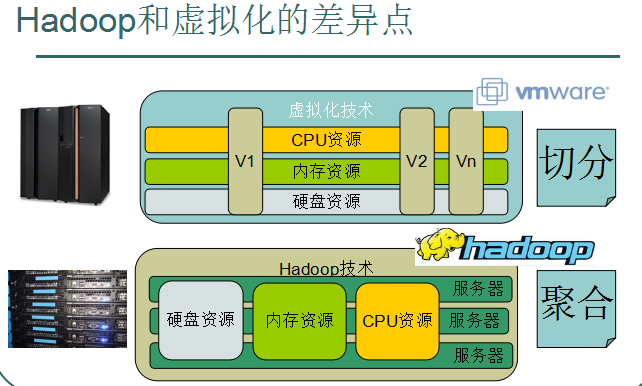 Hadoop和虚拟化的差异点
vmware®
虚拟化技术
CPU资源
内存资源
硬盘资源
V1
V2
Vn
切分
hadoop
Hadoop技术
服务器
服务器
服务器
硬盘资源
内存资源
CPU资源
聚合